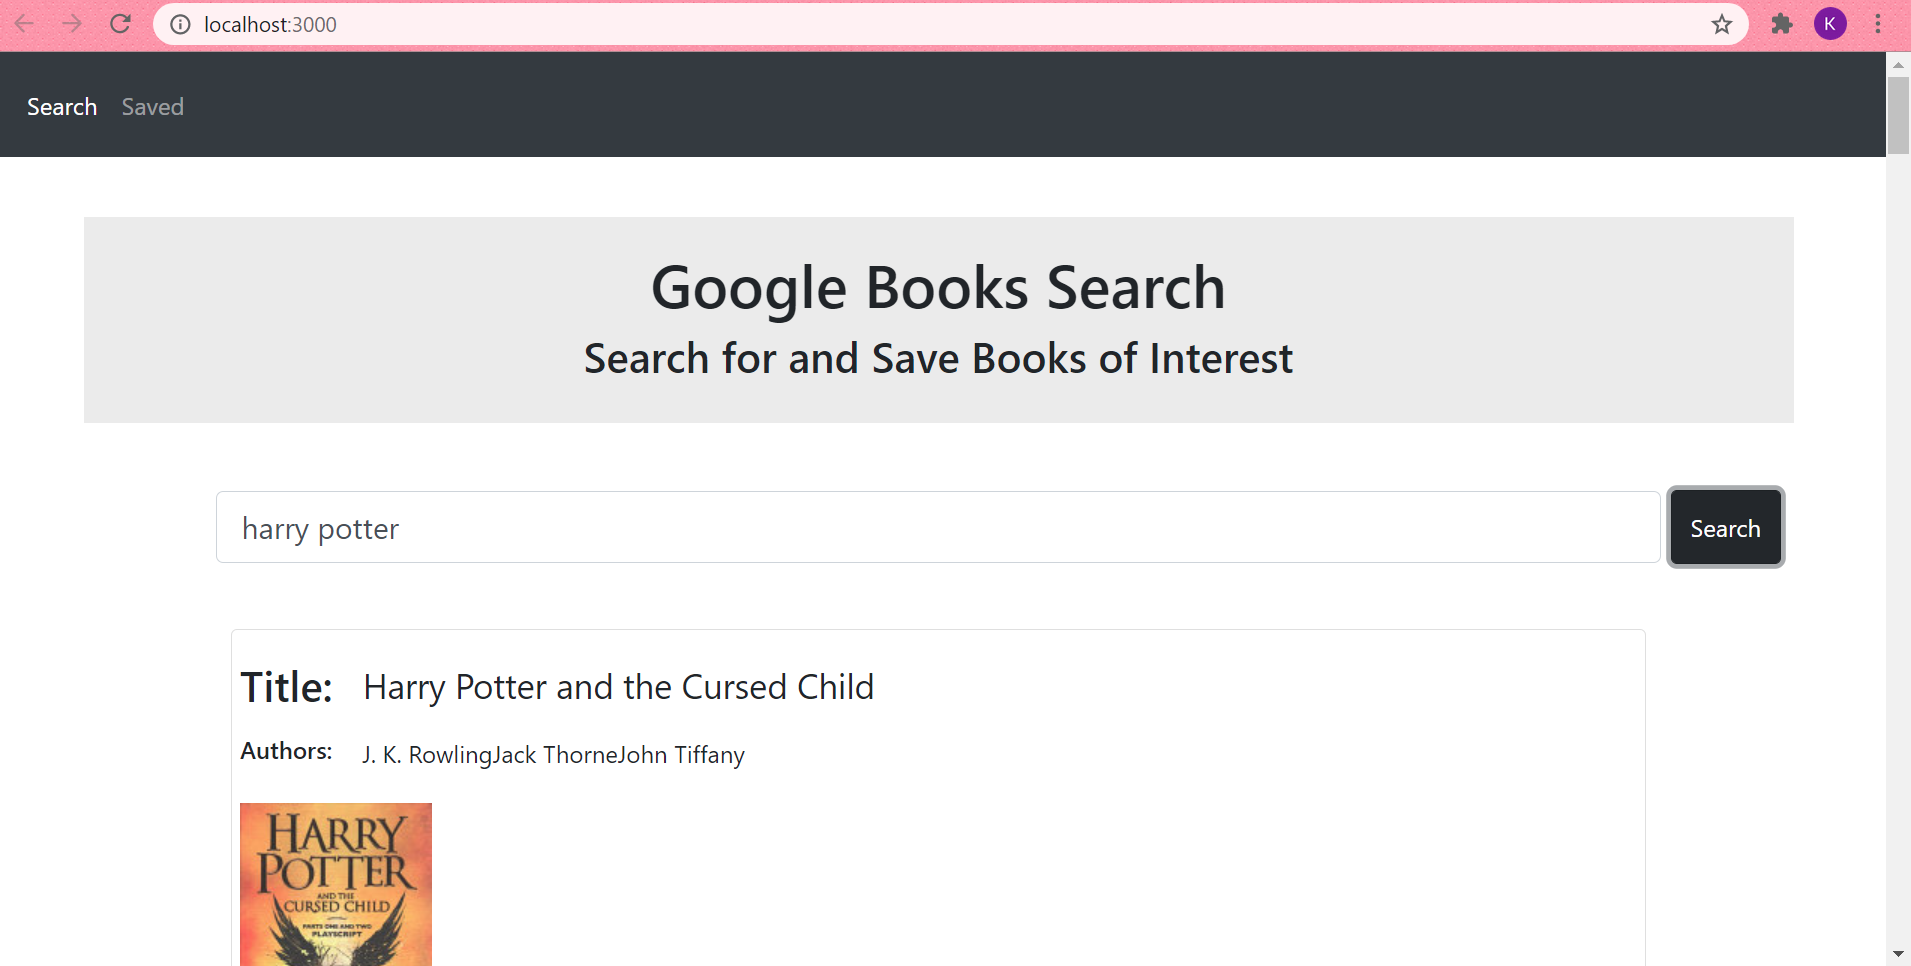 localhost:3000
K
Search Saved
Google Books Search
Search for and Save Books of Interest
harry potter
Search
Title: Harry Potter and the Cursed Child
Authors: J. K. RowlingJack ThorneJohn Tiffany
HARRY
POTTER
AND THE
CURSED CHILD
PARTS ONE AND TWO
PLAYSCRIPT